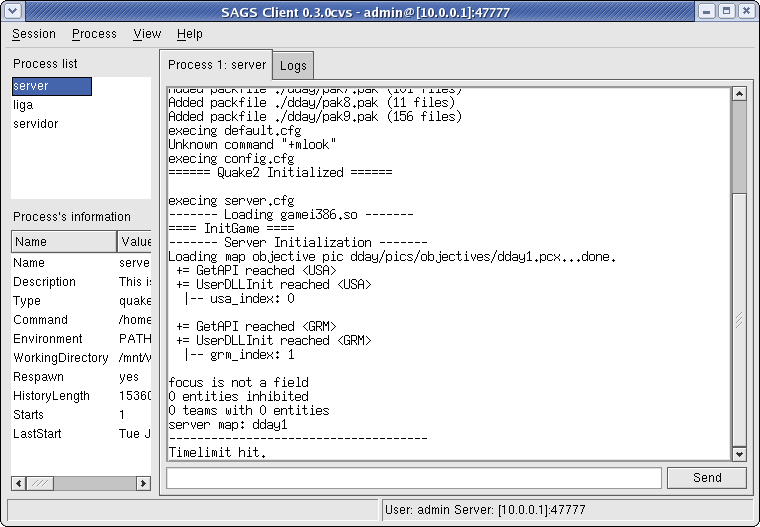 SAGS Client 0.3.0cvs - admin@[10.0.0.1]:47777
Session Process View Help
Process list
server
liga
servidor
Process's information
Name Value
Name serve
Description This is
Type quake
Command /home
Environment PATH
WorkingDirectory /mnt/v
Respawn yes
HistoryLength 15360
Starts 1
LastStart Tue J
Process 1: server Logs
Added packfile ./dday/pak7.pak (101 files)
Added packfile ./dday/pak8.pak (11 files)
Added packfile ./dday/pak9.pak (156 files)
execing default.cfg
Unknown command "+mlook"
execing config.cfg
====== Quake2 Initialized ======
execing server.cfg
------- Loading gamei386.so -------
==== InitGame ====
------- Server Initialization -------
Loading map objective pic dday/pics/objectives/dday1.pcx...done.
+= GetAPI reached <USA>
+= UserDLLInit reached <USA>
|-- usa_index: 0
+= GetAPI reached <GRM>
+= UserDLLInit reached <GRM>
|-- grm_index: 1
focus is not a field
0 entities inhibited
0 teams with 0 entities
server map: dday1
-------------------------------------
Timelimit hit.
Send
User: admin Server: [10.0.0.1]:47777